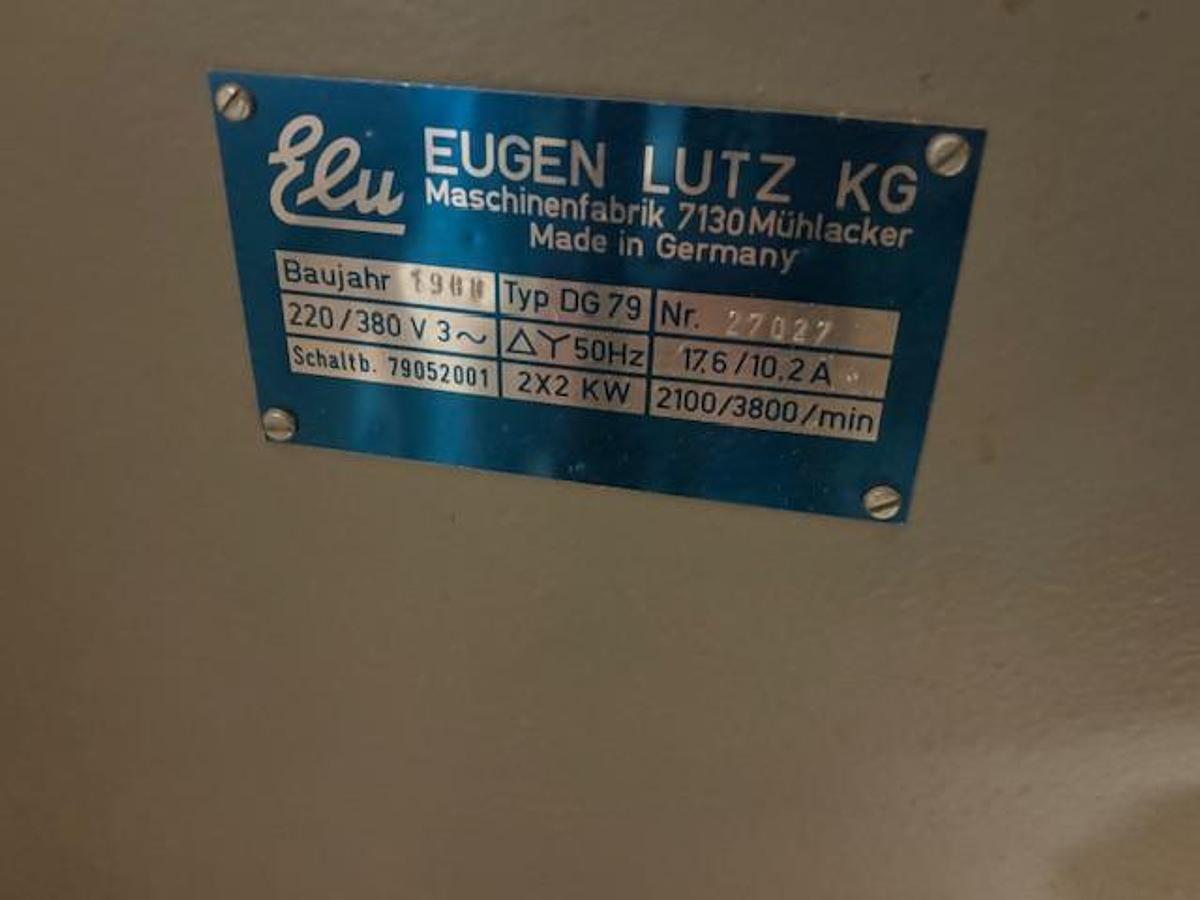 Elu
EUGEN LUTZ KG
Maschinenfabrik 7130 Mühlacker
Made in Germany
Baujahr Typ DG 79 Nr. 27027
220/380 V 3~ △Y 50Hz 17,6/10,2 A
Schaltb. 79052001 2X2 KW 2100/3800/min